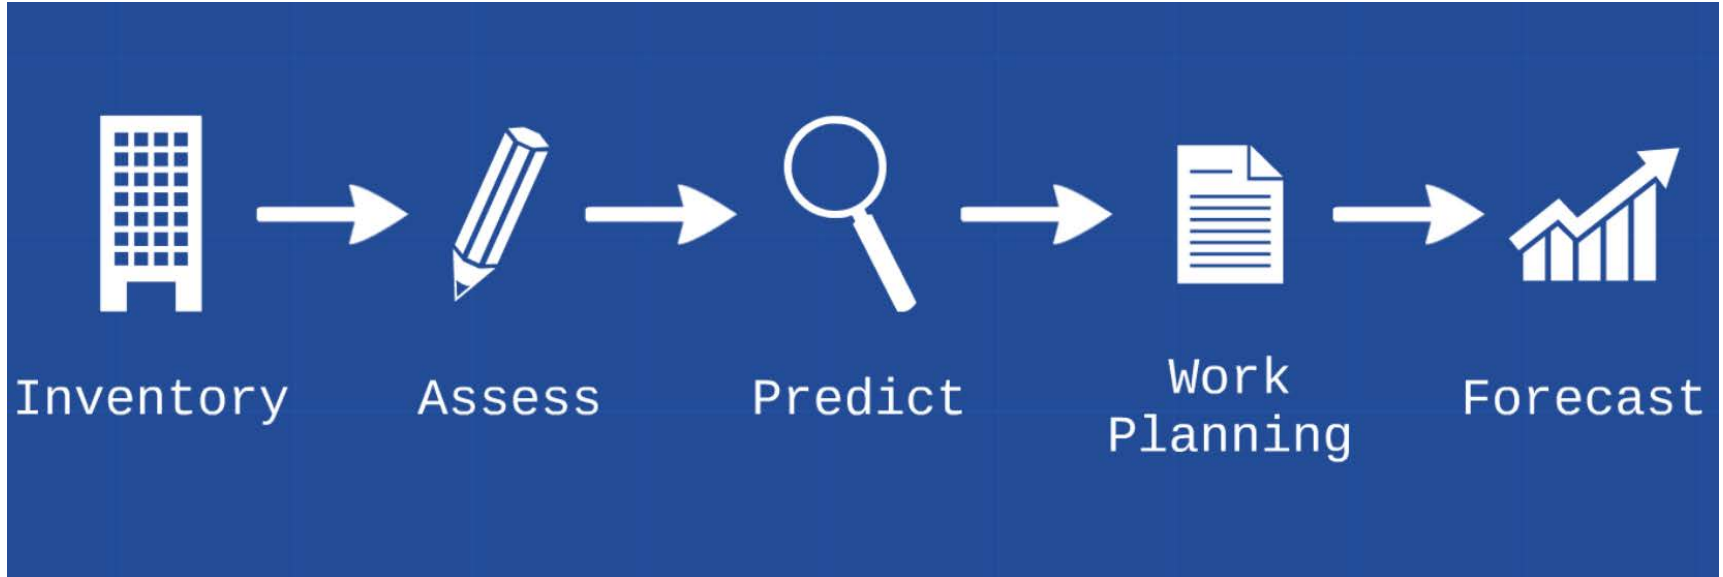 Inventory
Assess
Predict
Work
Planning
Forecast